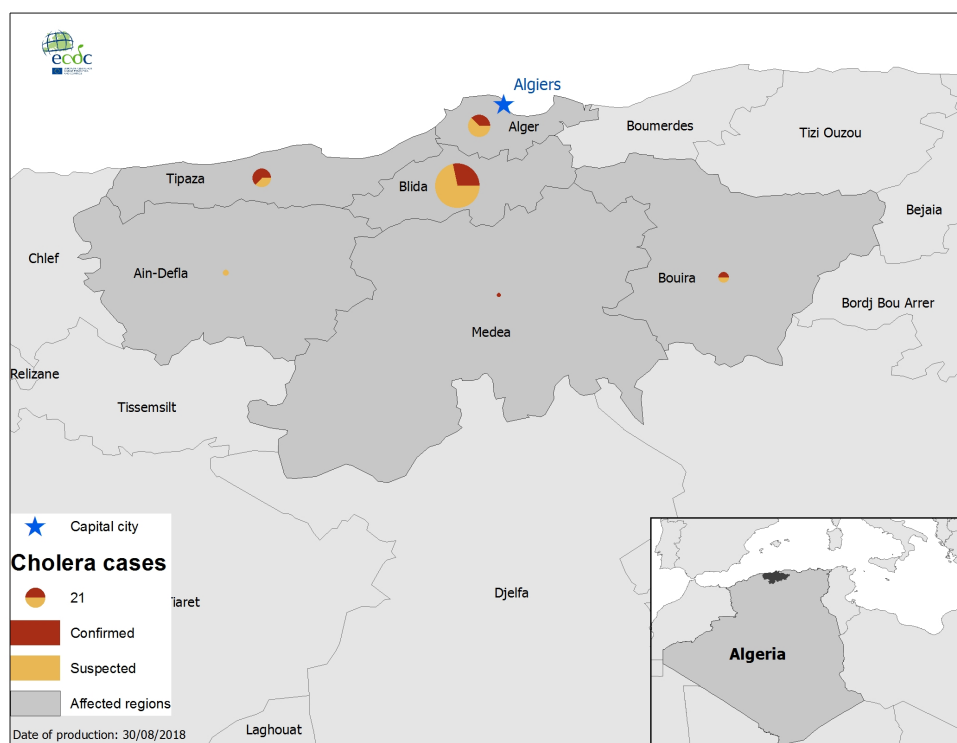 ecdc
Algiers
Alger
Boumerdes
Tizi Ouzou
Tipaza
Blida
Bejaia
Chlef
Ain-Defla
Bouira
Medea
Bordj Bou Arrer
Relizane
Tissemsilt
Capital city
Cholera cases
21
Tiaret
Djelfa
Confirmed
Suspected
Algeria
Affected regions
Laghouat
Date of production: 30/08/2018